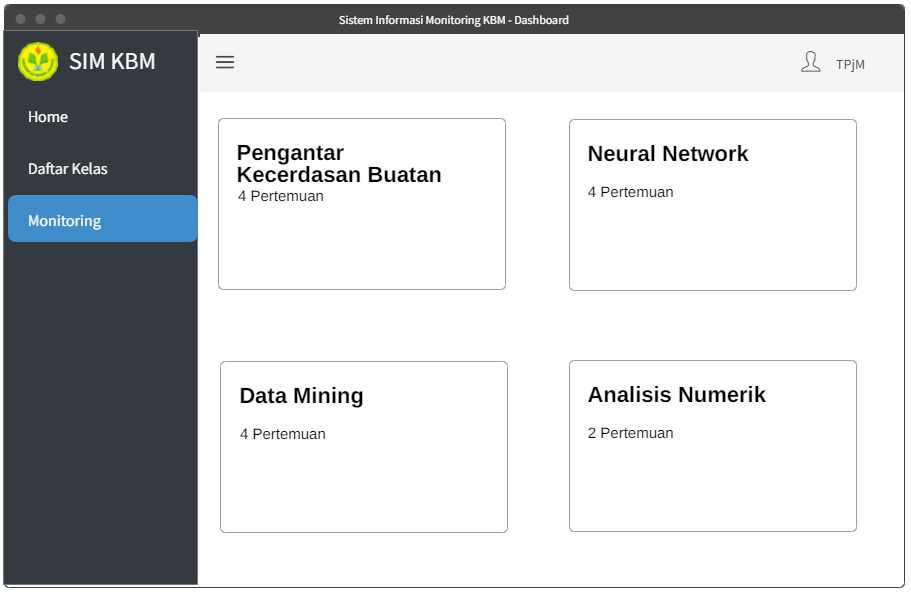 Sistem Informasi Monitoring KBM - Dashboard
SIM KBM
TPjM
Home
Daftar Kelas
Monitoring
Pengantar
Kecerdasan Buatan
4 Pertemuan
Neural Network
4 Pertemuan
Data Mining
4 Pertemuan
Analisis Numerik
2 Pertemuan